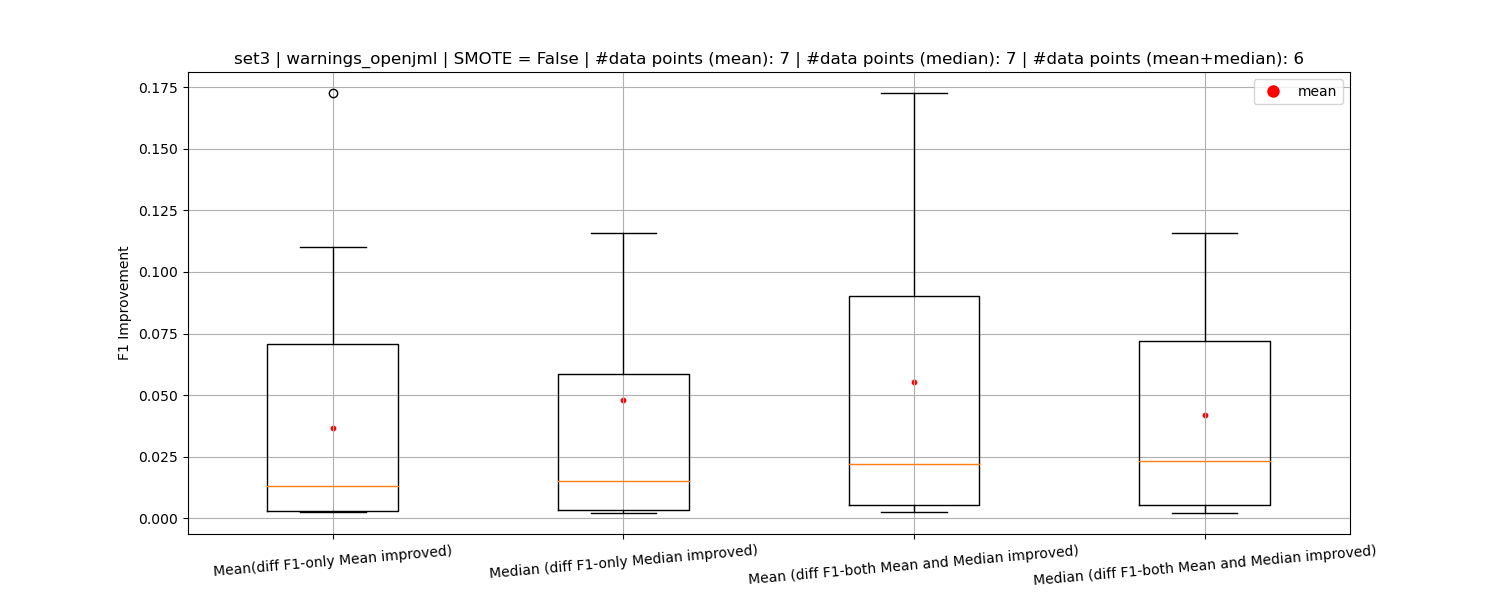 set3 | warnings_openjml | SMOTE = False | #data points (mean): 7 | #data points (median): 7 | #data points (mean+median): 6
mean
F1 Improvement
0.175
0.150
0.125
0.100
0.075
0.050
0.025
0.000
Mean(diff F1-only Mean improved)
Median (diff F1-only Median improved)
Mean (diff F1-both Mean and Median improved)
Median (diff F1-both Mean and Median improved)